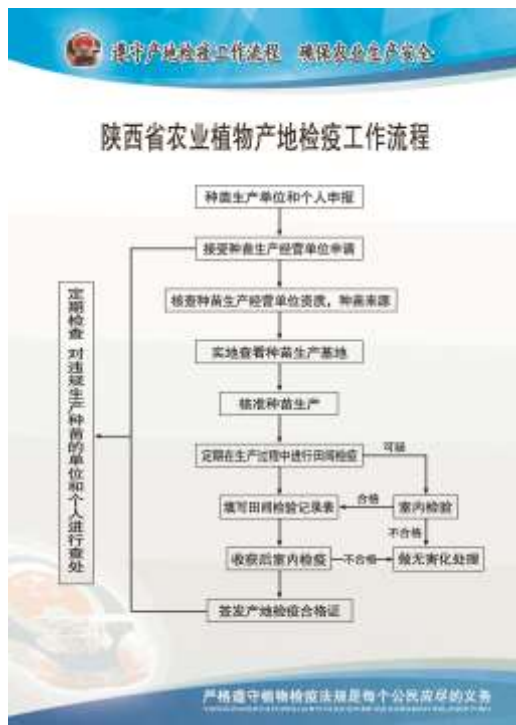 遵守产地检疫工作流程 确保农业生产安全
陕西省农业植物产地检疫工作流程
种苗生产单位和个人申报
接受种苗生产经营单位申请
核查种苗生产经营单位资质，种苗来源
实地查看种苗生产基地
核准种苗生产
定期在生产过程中进行田间检疫
可疑
填写田间检验记录表
合格
室内检验
不合格
收获后室内检疫
不合格
做无害化处理
签发产地检疫合格证
定期检查 对违规生产种苗的单位和个人进行查处
严格遵守植物检疫法规是每个公民应尽的义务